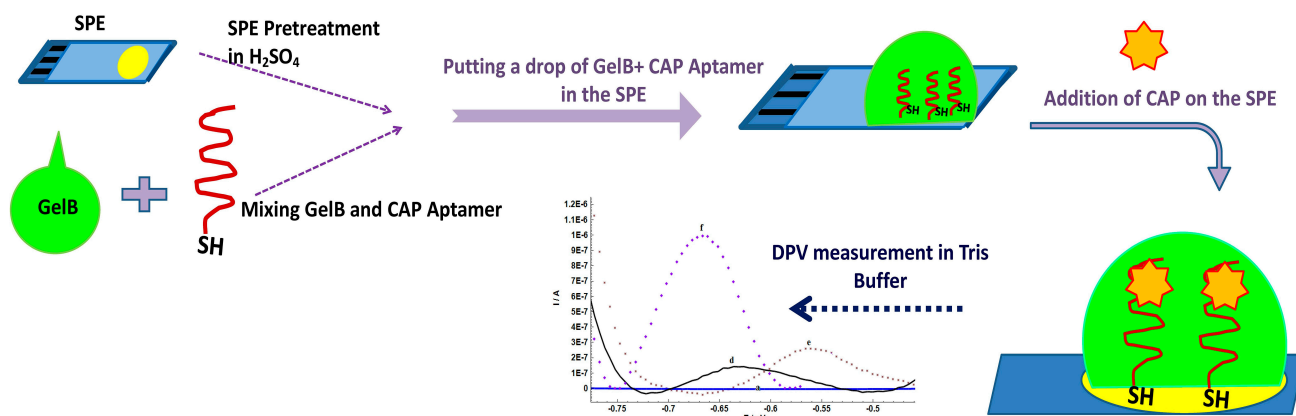 SPE
SPE Pretreatment
in H₂SO₄
GelB
SH
Mixing GelB and CAP Aptamer
Putting a drop of GelB+ CAP Aptamer
in the SPE
SH SH SH
Addition of CAP on the SPE
DPV measurement in Tris
Buffer
SH SH
I / A
1.2E-6
1.1E-6
1E-6
9E-7
8E-7
7E-7
6E-7
5E-7
4E-7
3E-7
2E-7
1E-7
0
f
d
e
a
-0.75 -0.7 -0.65 -0.6 -0.55 -0.5